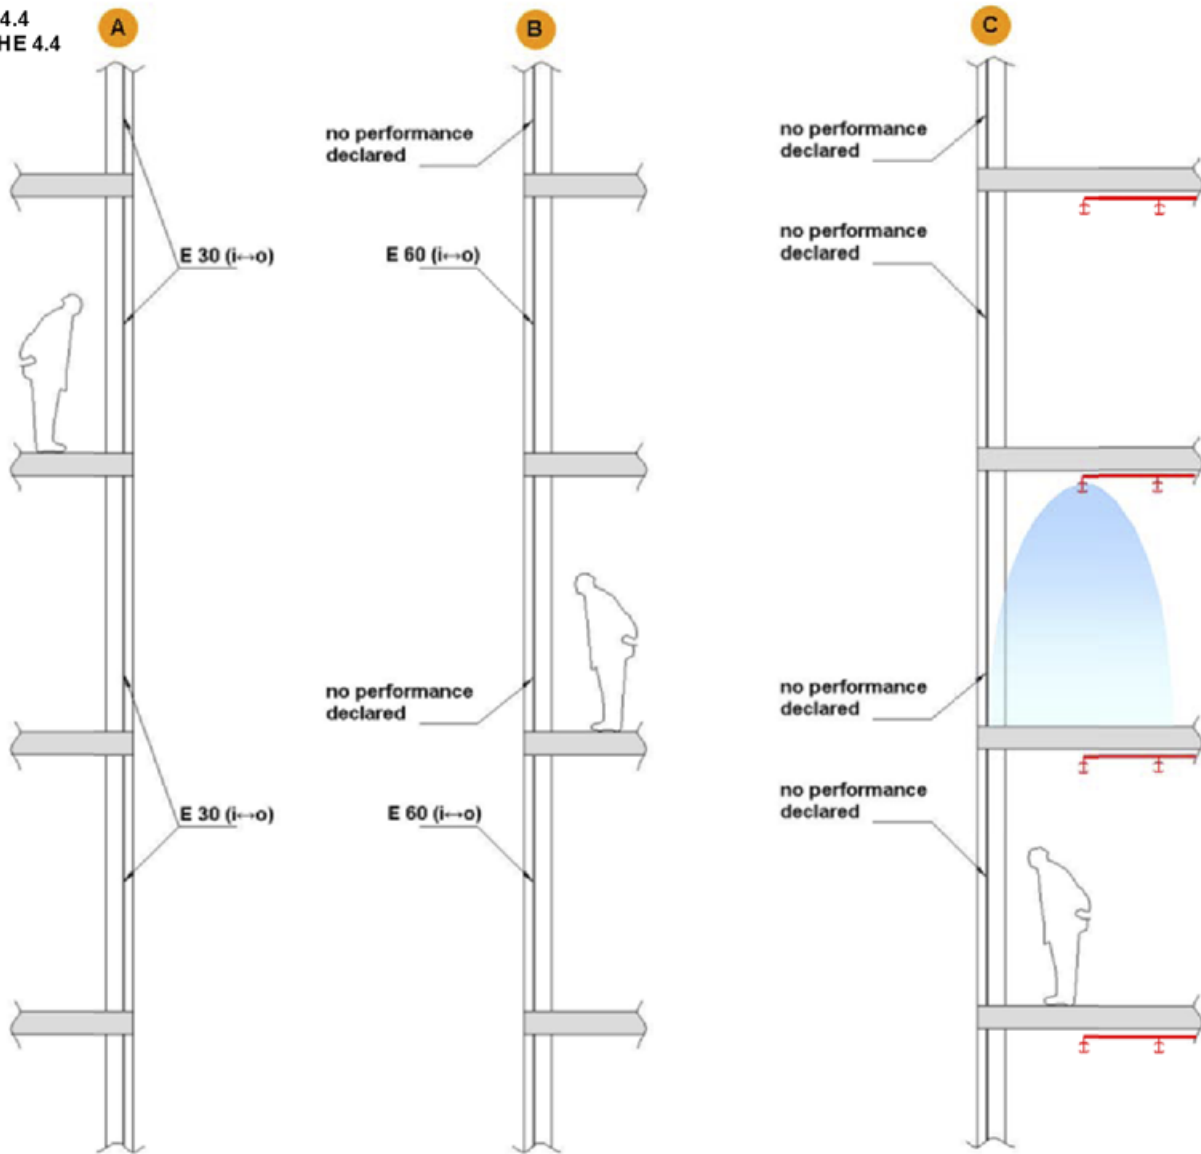 4.4
HE 4.4
A
B
C
no performance
declared
E 30 (i↔o)
E 60 (i↔o)
no performance
declared
no performance
declared
no performance
declared
E 30 (i↔o)
E 60 (i↔o)
no performance
declared
no performance
declared